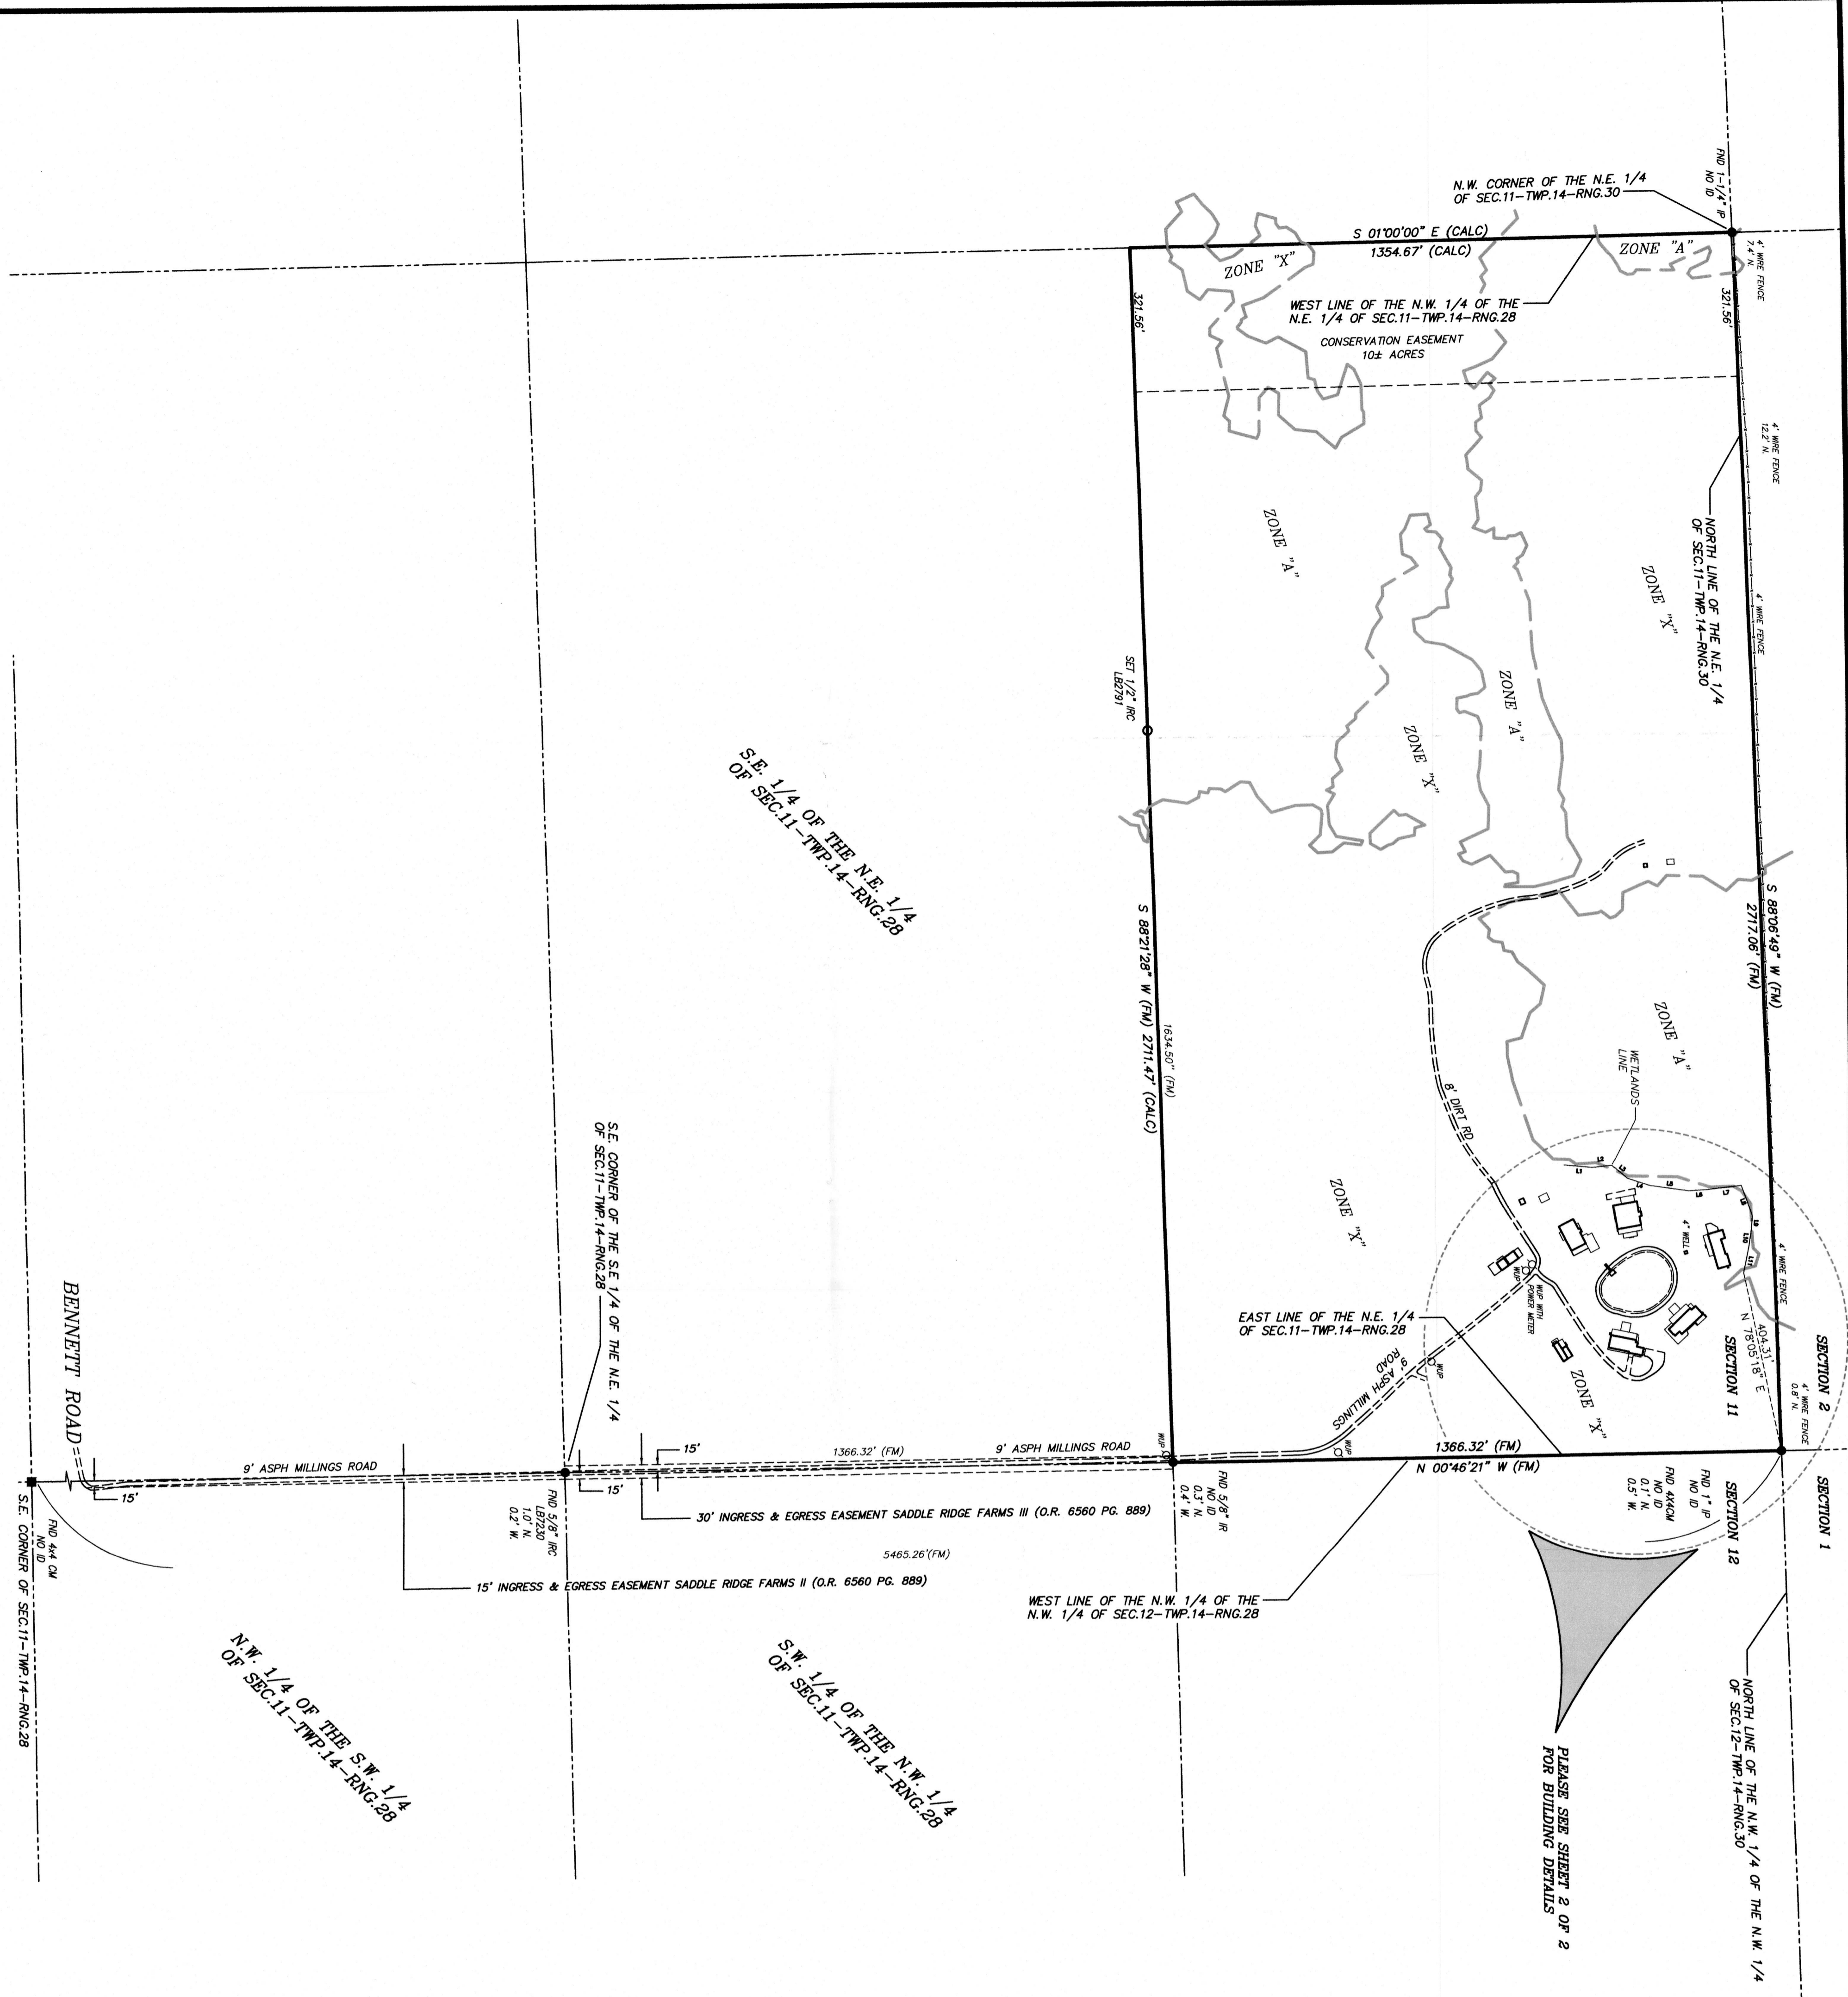 FND 1-1/4" IP
NO ID
N.W. CORNER OF THE N.E. 1/4
OF SEC.11-TWP.14-RNG.30
S 01°00'00" E (CALC)
1354.67' (CALC)
ZONE "A"
ZONE "X"
4' WIRE FENCE
7.4' N.
321.56'
321.56'
WEST LINE OF THE N.W. 1/4 OF THE
N.E. 1/4 OF SEC.11-TWP.14-RNG.28
CONSERVATION EASEMENT
10± ACRES
4' WIRE FENCE
12.2' N.
NORTH LINE OF THE N.E. 1/4
OF SEC.11-TWP.14-RNG.30
4' WIRE FENCE
ZONE "A"
ZONE "X"
ZONE "A"
ZONE "X"
SET 1/2" IRC
LB2791
S.E. 1/4 OF THE N.E. 1/4
OF SEC.11-TWP.14-RNG.28
S 88°06'49" W (FM)
2717.06' (FM)
S 88°21'28" W (FM) 2711.47' (CALC)
1634.50" (FM)
ZONE "A"
WETLANDS
LINE
8' DIRT RD
L1
L2
L3
L4
L5
L6
L7
L8
L9
L10
L11
4" WELL
ZONE "X"
4' WIRE FENCE
WUP
WUP WITH
POWER METER
404.31'
N 78°05'18" E
SECTION 2
SECTION 11
4' WIRE FENCE
0.8' N.
EAST LINE OF THE N.E. 1/4
OF SEC.11-TWP.14-RNG.28
WUP
9' ASPH MILLINGS
ROAD
ZONE "X"
WUP
WUP
1366.32' (FM)
N 00°46'21" W (FM)
S.E. CORNER OF THE S.E 1/4 OF THE N.E. 1/4
OF SEC.11-TWP.14-RNG.28
BENNETT ROAD
9' ASPH MILLINGS ROAD
15'
15'
1366.32' (FM)
9' ASPH MILLINGS ROAD
15'
FND 5/8" IRC
LB7230
1.0' N.
0.2' W.
FND 5/8" IR
NO ID
0.3' N.
0.4' W.
FND 1" IP
NO ID
FND 4X4CM
NO ID
0.1' N.
0.5' W.
SECTION 1
SECTION 12
30' INGRESS & EGRESS EASEMENT SADDLE RIDGE FARMS III (O.R. 6560 PG. 889)
5465.26'(FM)
15' INGRESS & EGRESS EASEMENT SADDLE RIDGE FARMS II (O.R. 6560 PG. 889)
WEST LINE OF THE N.W. 1/4 OF THE
N.W. 1/4 OF SEC.12-TWP.14-RNG.28
FND 4x4 CM
NO ID
S.E. CORNER OF SEC.11-TWP.14-RNG.28
N.W. 1/4 OF THE S.W. 1/4
OF SEC.11-TWP.14-RNG.28
S.W. 1/4 OF THE N.W. 1/4
OF SEC.11-TWP.14-RNG.28
NORTH LINE OF THE N.W. 1/4 OF THE N.W. 1/4
OF SEC.12-TWP.14-RNG.30
PLEASE SEE SHEET 2 OF 2
FOR BUILDING DETAILS